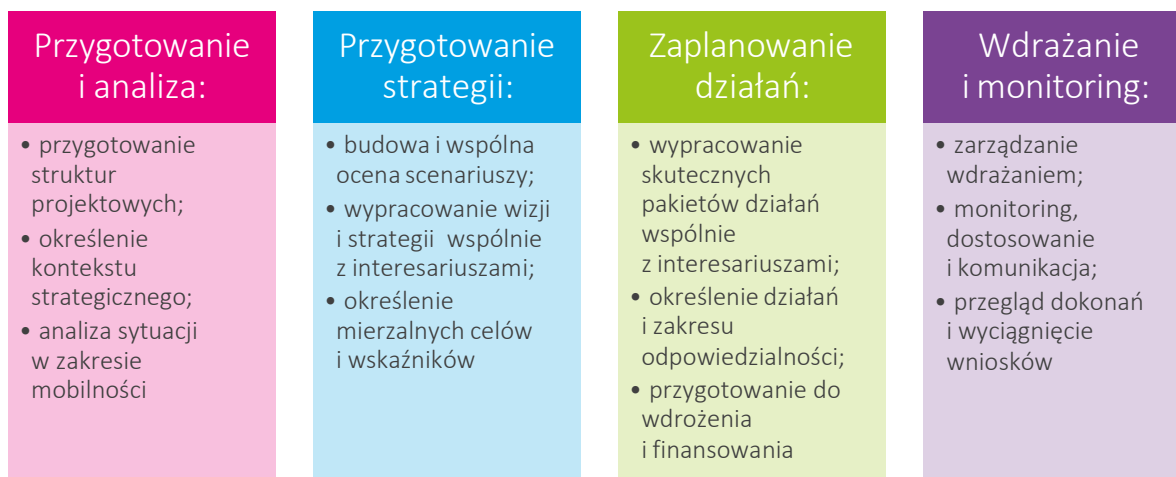 Przygotowanie
i analiza:
• przygotowanie
struktur
projektowych;
• określenie
kontekstu
strategicznego;
• analiza sytuacji
w zakresie
mobilności
Przygotowanie
strategii:
• budowa i wspólna
ocena scenariuszy;
• wypracowanie wizji
i strategii wspólnie
z interesariuszami;
• określenie
mierzalnych celów
i wskaźników
Zaplanowanie
działań:
• wypracowanie
skutecznych
pakietów działań
wspólnie
z interesariuszami;
• określenie działań
i zakresu
odpowiedzialności;
• przygotowanie do
wdrożenia
i finansowania
Wdrażanie
i monitoring:
• zarządzanie
wdrażaniem;
• monitoring,
dostosowanie
i komunikacja;
• przegląd dokonań
i wyciągnięcie
wniosków